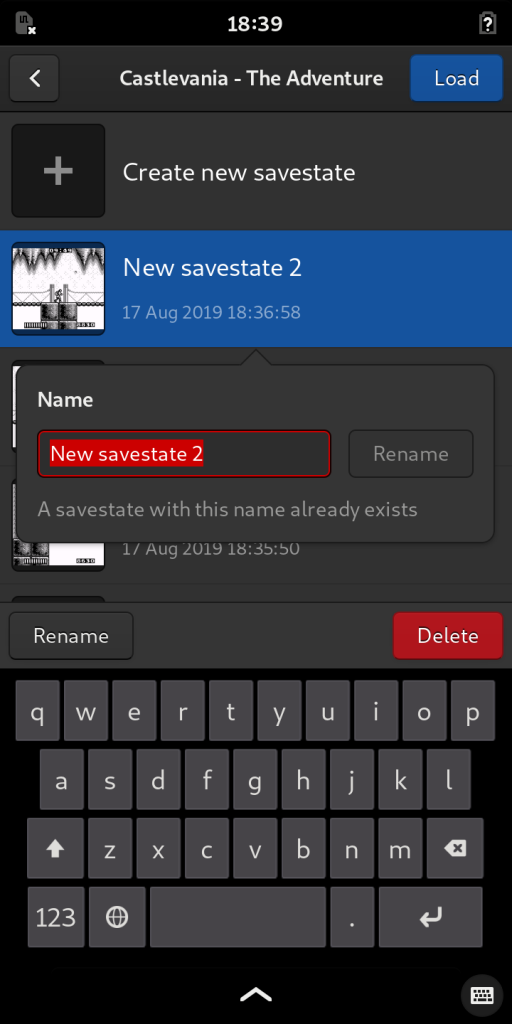 18:39
Castlevania - The Adventure
Load
Create new savestate
New savestate 2
17 Aug 2019 18:36:58
Name
New savestate 2
Rename
A savestate with this name already exists
17 Aug 2019 18:35:50
Rename
Delete
q w e r t y u i o p
a s d f g h j k l
z x c v b n m
123 .